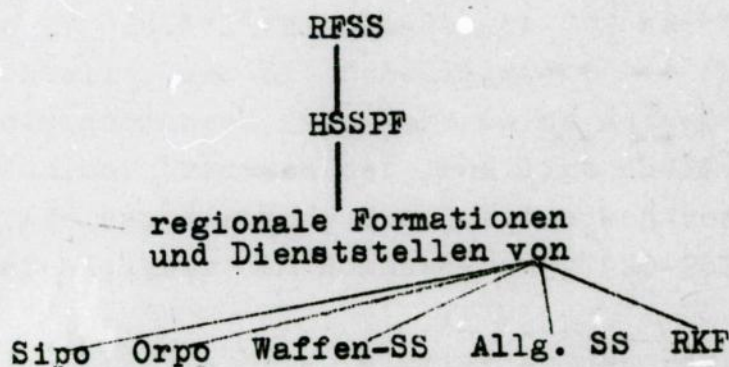 RFSS
HSSPF
regionale Formationen
und Dienststellen von
Sipo Orpo Waffen-SS Allg. SS RKF